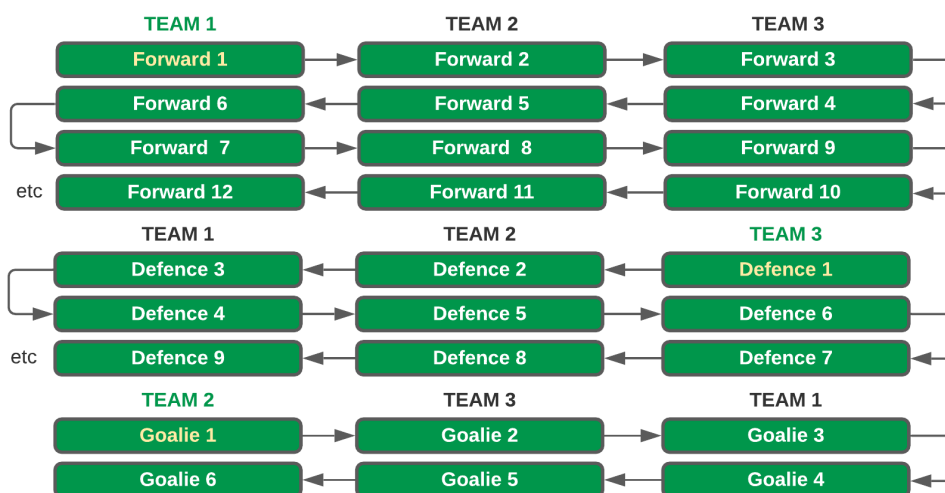 TEAM 1 TEAM 2 TEAM 3
Forward 1 Forward 2 Forward 3
Forward 6 Forward 5 Forward 4
Forward 7 Forward 8 Forward 9
etc Forward 12 Forward 11 Forward 10
TEAM 1 TEAM 2 TEAM 3
Defence 3 Defence 2 Defence 1
Defence 4 Defence 5 Defence 6
etc Defence 9 Defence 8 Defence 7
TEAM 2 TEAM 3 TEAM 1
Goalie 1 Goalie 2 Goalie 3
Goalie 6 Goalie 5 Goalie 4